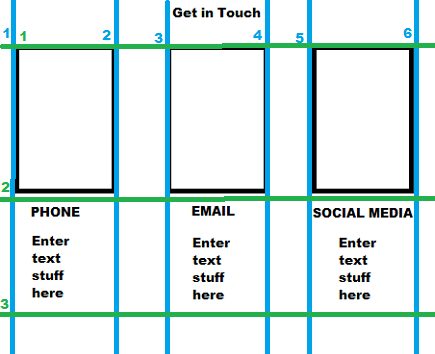 Get in Touch
1 1 2 3 4 5 6
2
PHONE EMAIL SOCIAL MEDIA
Enter Enter Enter
text text text
stuff stuff stuff
here here here
3